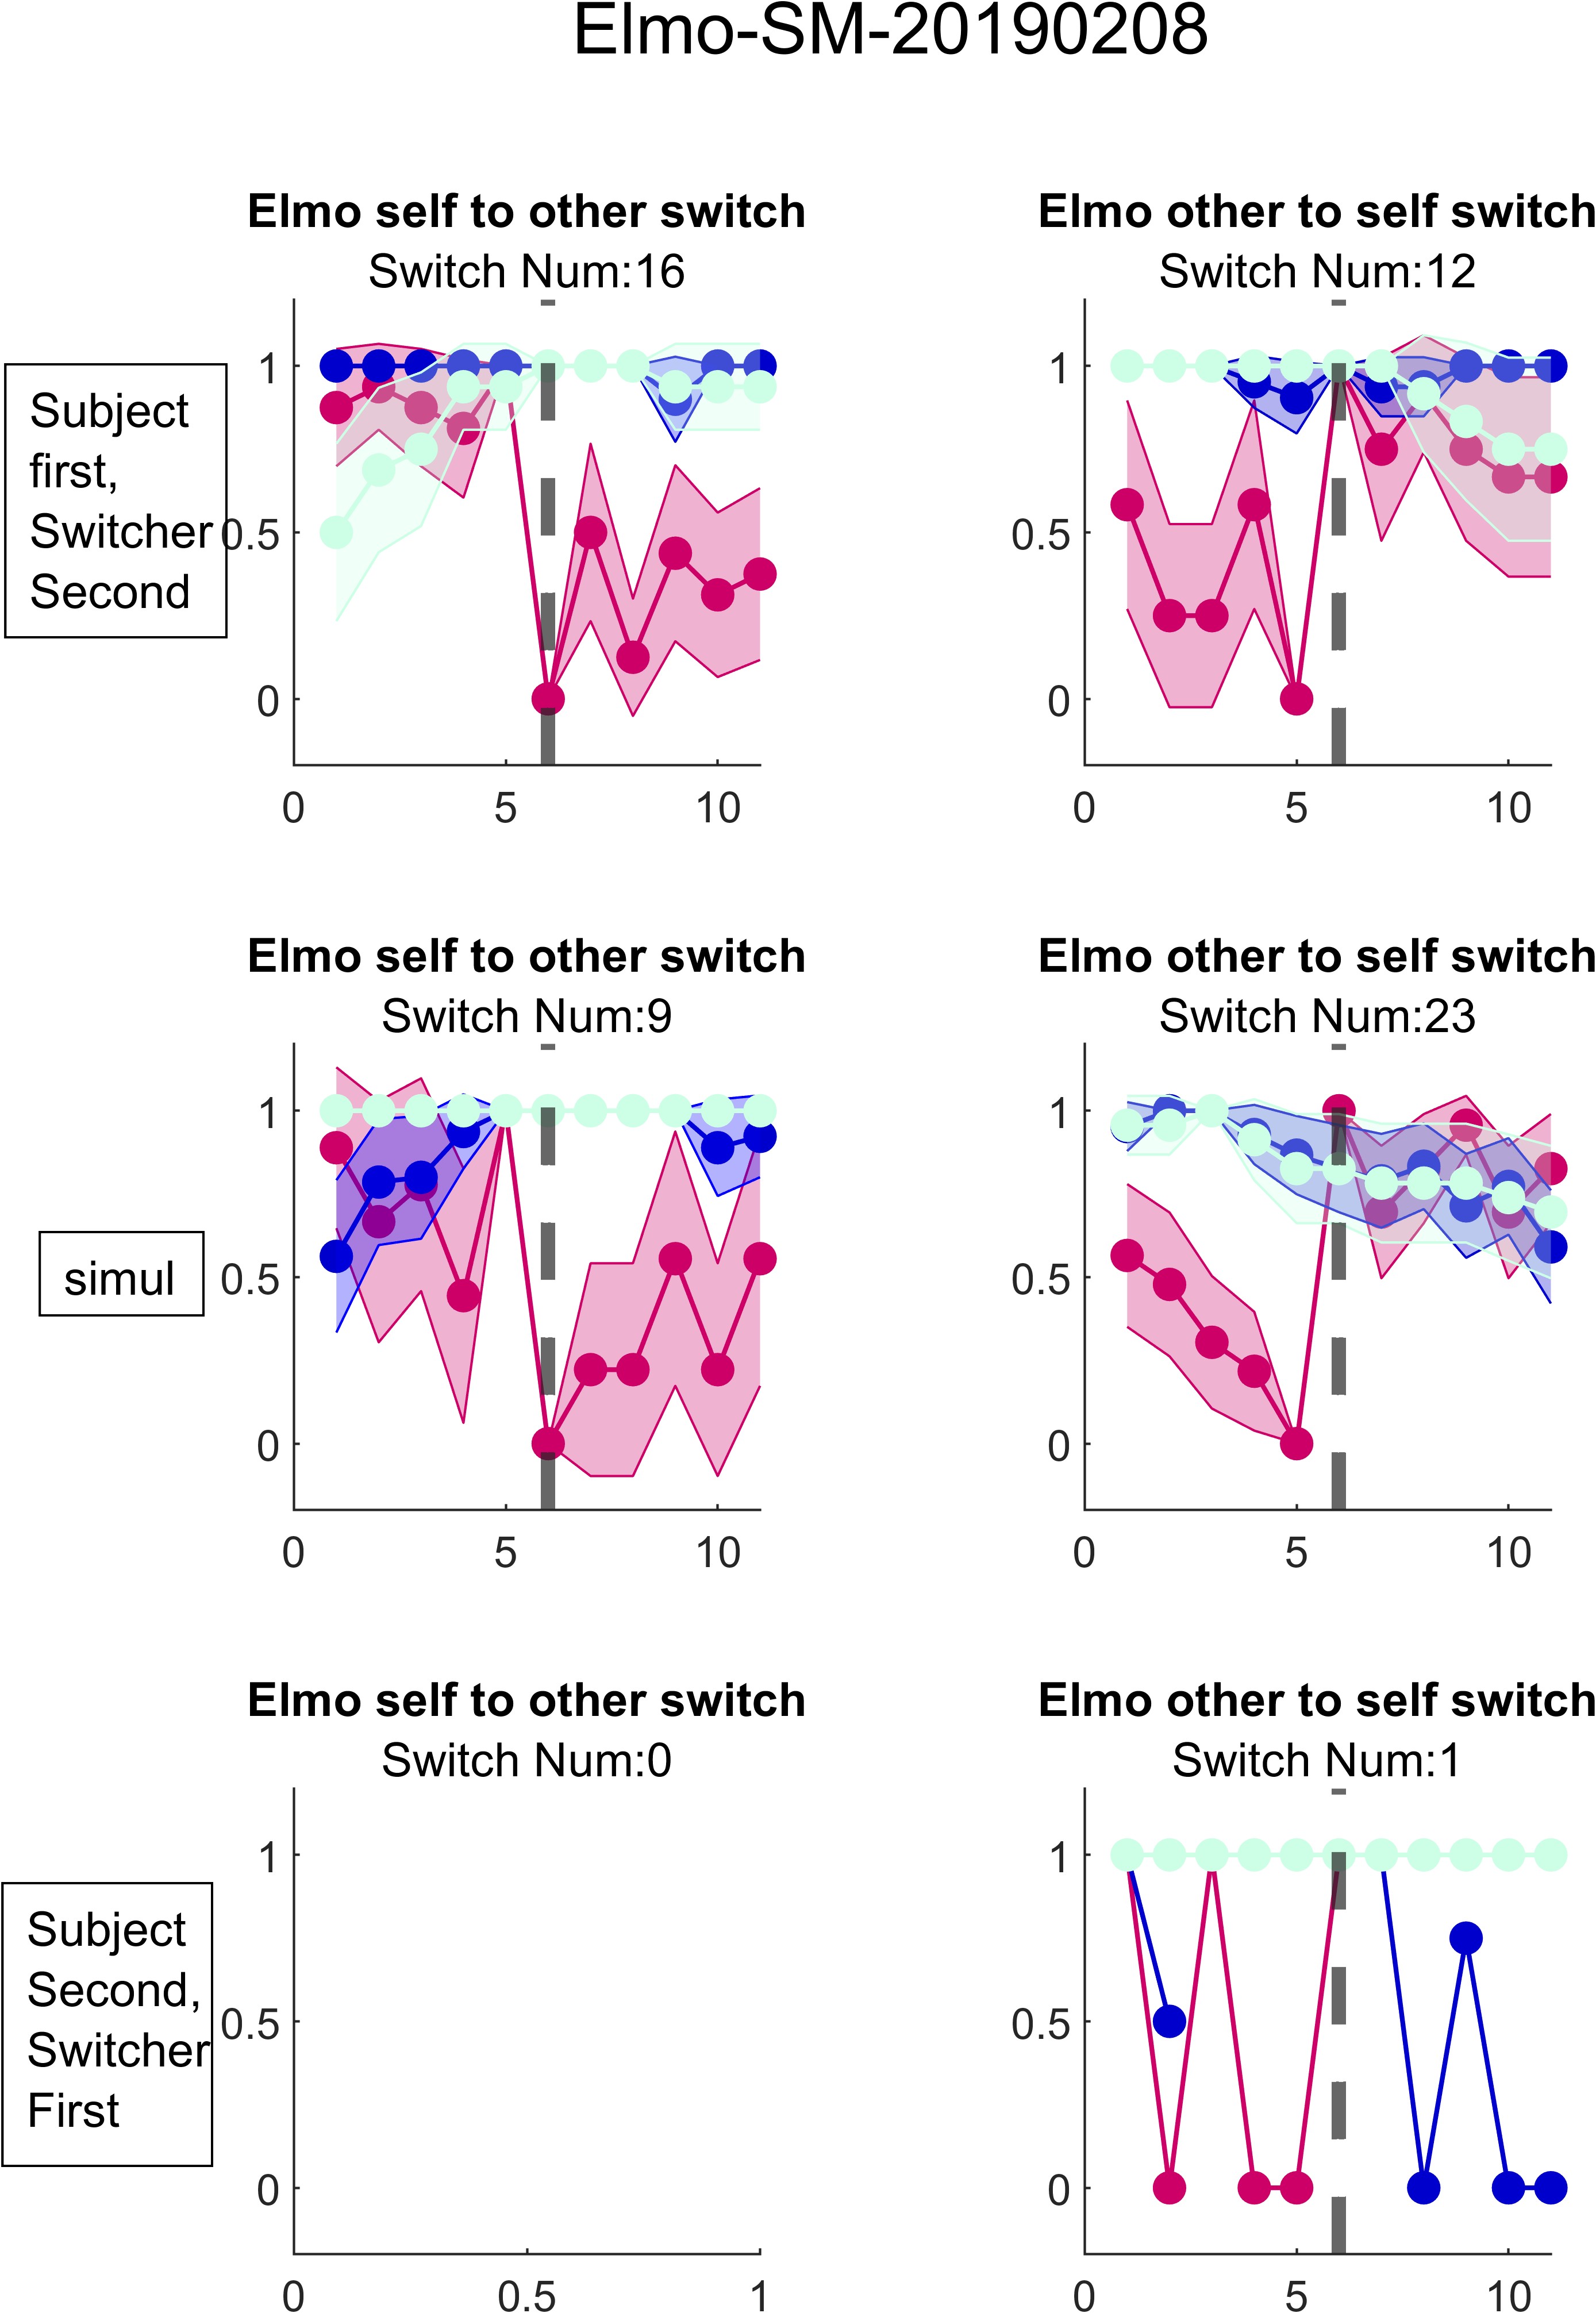 Elmo-SM-20190208
Elmo self to other switch
Switch Num:16
Elmo other to self switch
Switch Num:12
Subject
first,
Switcher
Second
1
0.5
0
0 5 10
1
0.5
0
0 5 10
Elmo self to other switch
Switch Num:9
Elmo other to self switch
Switch Num:23
simul
1
0.5
0
0 5 10
1
0.5
0
0 5 10
Elmo self to other switch
Switch Num:0
Elmo other to self switch
Switch Num:1
Subject
Second,
Switcher
First
1
0.5
0
0 0.5 1
1
0.5
0
0 5 10